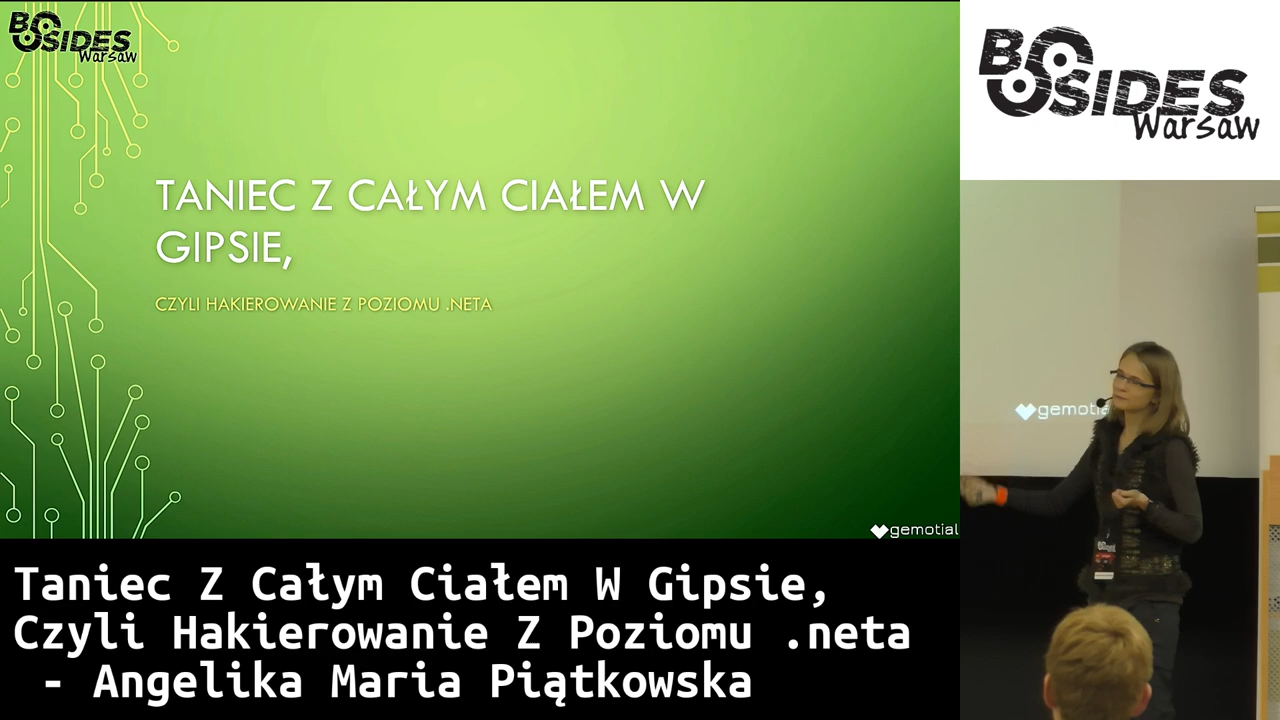 BSIDES
Warsaw
TANIEC Z CAŁYM CIAŁEM W
GIPSIE,
CZYLI HAKIEROWANIE Z POZIOMU .NETA
gemotial
BSIDES
Warsaw
gemotia
Taniec Z Całym Ciałem W Gipsie,
Czyli Hakierowanie Z Poziomu .neta
- Angelika Maria Piątkowska